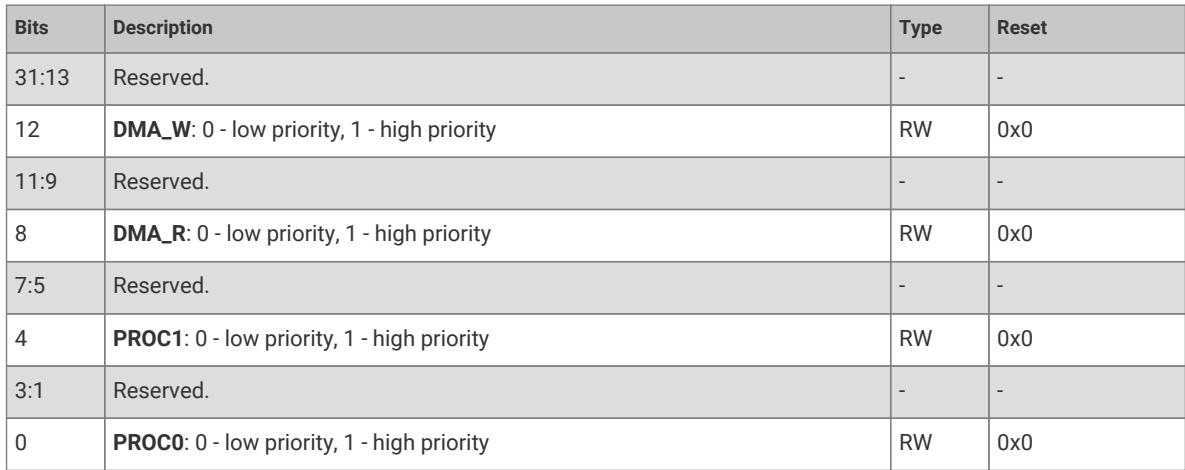 Bits Description Type Reset
31:13 Reserved. - -
12 DMA_W: 0 - low priority, 1 - high priority RW 0x0
11:9 Reserved. - -
8 DMA_R: 0 - low priority, 1 - high priority RW 0x0
7:5 Reserved. - -
4 PROC1: 0 - low priority, 1 - high priority RW 0x0
3:1 Reserved. - -
0 PROC0: 0 - low priority, 1 - high priority RW 0x0